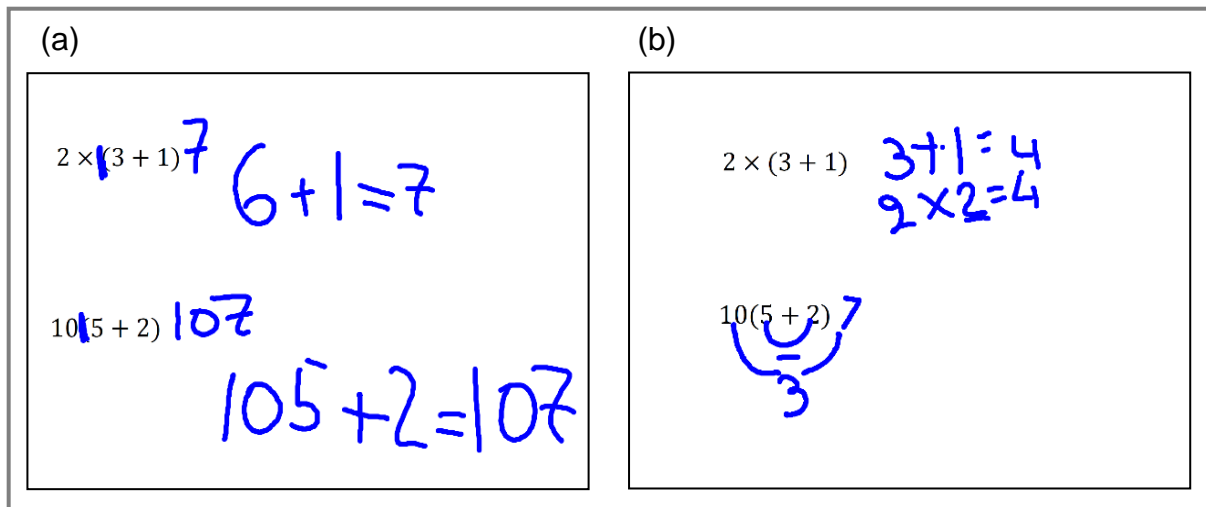 (a)
2 × (3 + 1) 7
6 + 1 = 7
10(5 + 2) 107
105 + 2 = 107
(b)
2 × (3 + 1)
3 + 1 = 4
2 × 2 = 4
10(5 + 2) 7
=
3